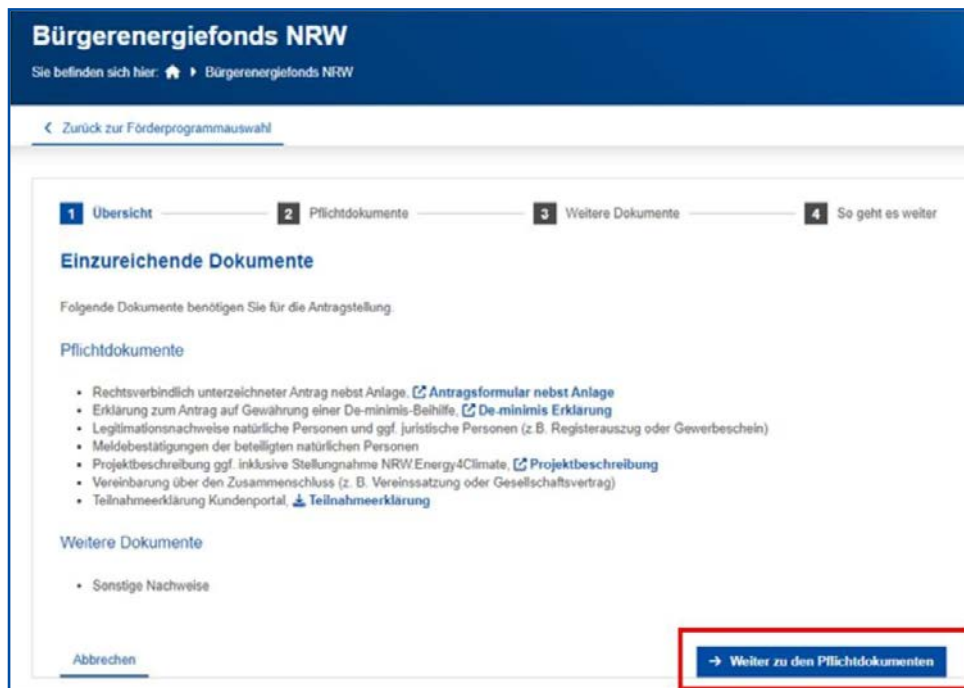 Bürgerenergiefonds NRW
Sie befinden sich hier: Bürgerenergiefonds NRW
Zurück zur Förderprogrammauswahl
1 Übersicht 2 Pflichtdokumente 3 Weitere Dokumente 4 So geht es weiter
Einzureichende Dokumente
Folgende Dokumente benötigen Sie für die Antragstellung.
Pflichtdokumente
• Rechtsverbindlich unterzeichneter Antrag nebst Anlage, Antragsformular nebst Anlage
• Erklärung zum Antrag auf Gewährung einer De-minimis-Beihilfe, De-minimis Erklärung
• Legitimationsnachweise natürliche Personen und ggf. juristische Personen (z.B. Registerauszug oder Gewerbeschein)
• Meldebestätigungen der beteiligten natürlichen Personen
• Projektbeschreibung ggf. inklusive Stellungnahme NRW.Energy4Climate, Projektbeschreibung
• Vereinbarung über den Zusammenschluss (z. B. Vereinssatzung oder Gesellschaftsvertrag)
• Teilnahmeerklärung Kundenportal, Teilnahmeerklärung
Weitere Dokumente
• Sonstige Nachweise
Abbrechen
→ Weiter zu den Pflichtdokumenten